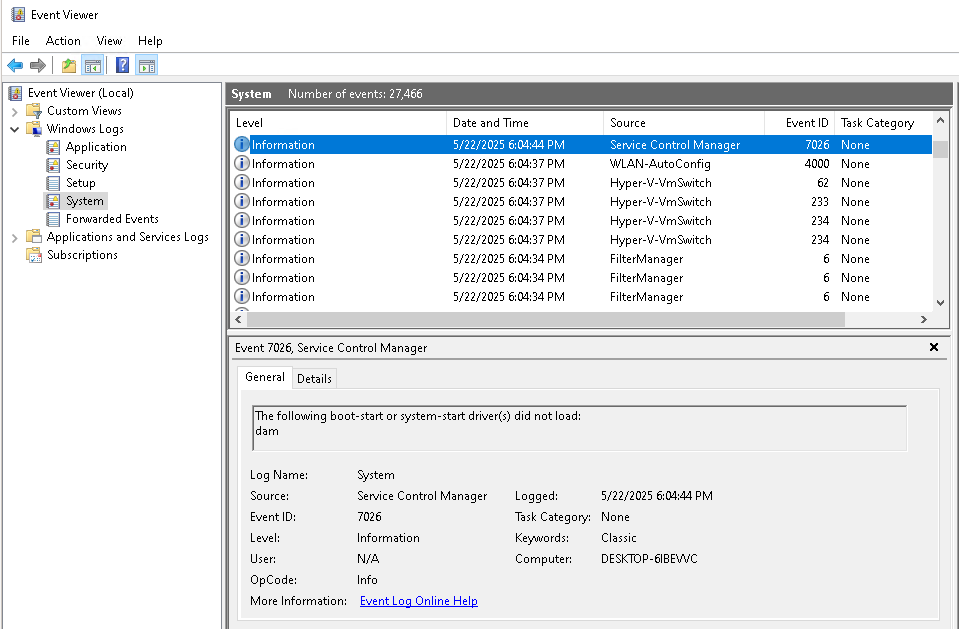 Event Viewer
File Action View Help
Event Viewer (Local)
Custom Views
Windows Logs
Application
Security
Setup
System
Forwarded Events
Applications and Services Logs
Subscriptions
System Number of events: 27,466
Level Date and Time Source Event ID Task Category
Information 5/22/2025 6:04:44 PM Service Control Manager 7026 None
Information 5/22/2025 6:04:37 PM WLAN-AutoConfig 4000 None
Information 5/22/2025 6:04:37 PM Hyper-V-VmSwitch 62 None
Information 5/22/2025 6:04:37 PM Hyper-V-VmSwitch 233 None
Information 5/22/2025 6:04:37 PM Hyper-V-VmSwitch 234 None
Information 5/22/2025 6:04:37 PM Hyper-V-VmSwitch 234 None
Information 5/22/2025 6:04:34 PM FilterManager 6 None
Information 5/22/2025 6:04:34 PM FilterManager 6 None
Information 5/22/2025 6:04:34 PM FilterManager 6 None
Event 7026, Service Control Manager
General Details
The following boot-start or system-start driver(s) did not load:
dam
Log Name: System
Source: Service Control Manager Logged: 5/22/2025 6:04:44 PM
Event ID: 7026 Task Category: None
Level: Information Keywords: Classic
User: N/A Computer: DESKTOP-6IBEVVC
OpCode: Info
More Information: Event Log Online Help